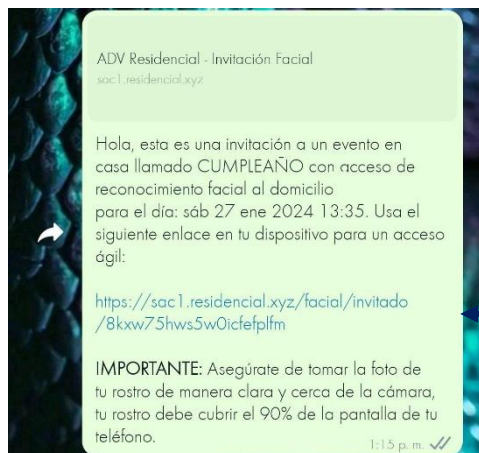 ADV Residencial - Invitación Facial
sac1.residencial.xyz
Hola, esta es una invitación a un evento en
casa llamado CUMPLEAÑO con acceso de
reconocimiento facial al domicilio
para el día: sáb 27 ene 2024 13:35. Usa el
siguiente enlace en tu dispositivo para un acceso
ágil:
https://sac1.residencial.xyz/facial/invitado
/8kxw75hws5w0icfefplfm
IMPORTANTE: Asegúrate de tomar la foto de
tu rostro de manera clara y cerca de la cámara,
tu rostro debe cubrir el 90% de la pantalla de tu
teléfono.
1:15 p. m.